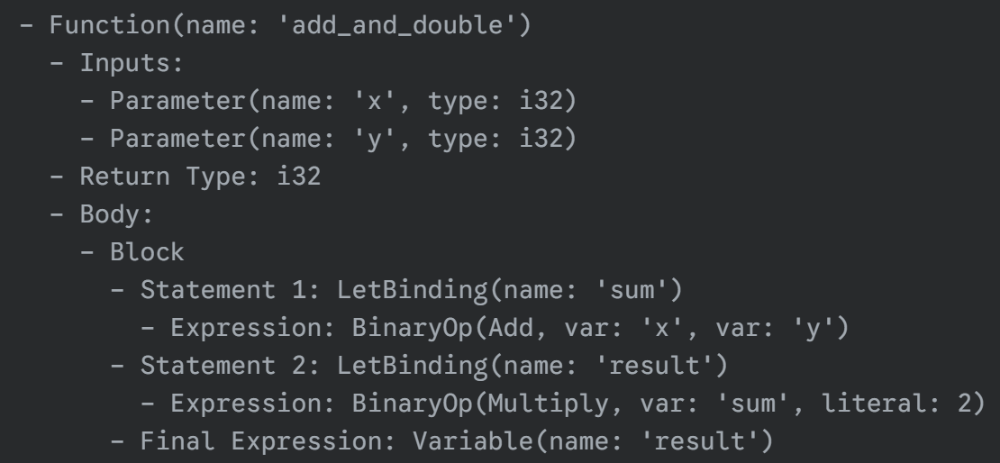 - Function(name: 'add_and_double')
  - Inputs:
    - Parameter(name: 'x', type: i32)
    - Parameter(name: 'y', type: i32)
  - Return Type: i32
  - Body:
    - Block
      - Statement 1: LetBinding(name: 'sum')
        - Expression: BinaryOp(Add, var: 'x', var: 'y')
      - Statement 2: LetBinding(name: 'result')
        - Expression: BinaryOp(Multiply, var: 'sum', literal: 2)
      - Final Expression: Variable(name: 'result')